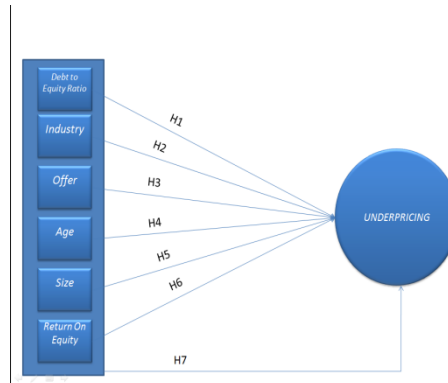 Debt to
Equity Ratio
H1
Industry
H2
Offer
H3
UNDERPRICING
Age
H4
Size
H5
H6
Return On
Equity
H7